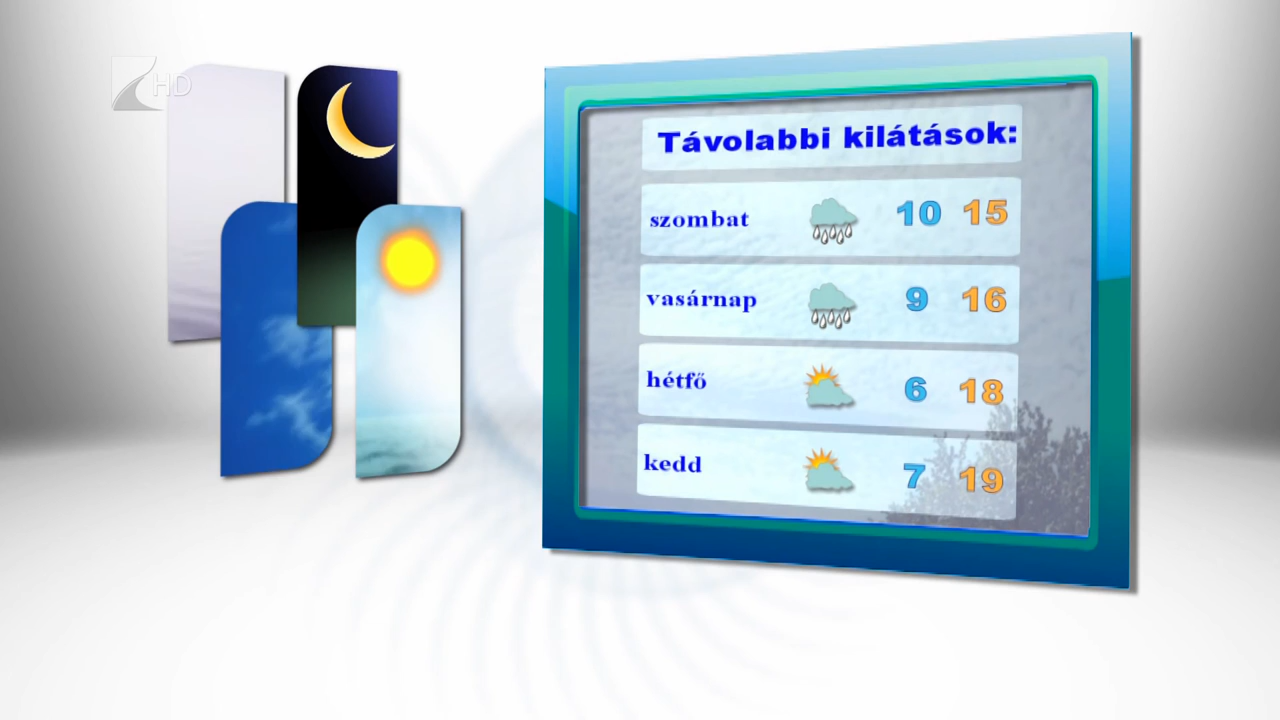 HD
Távolabbi kilátások:
szombat 10 15
vasárnap 9 16
hétfő 6 18
kedd 7 19